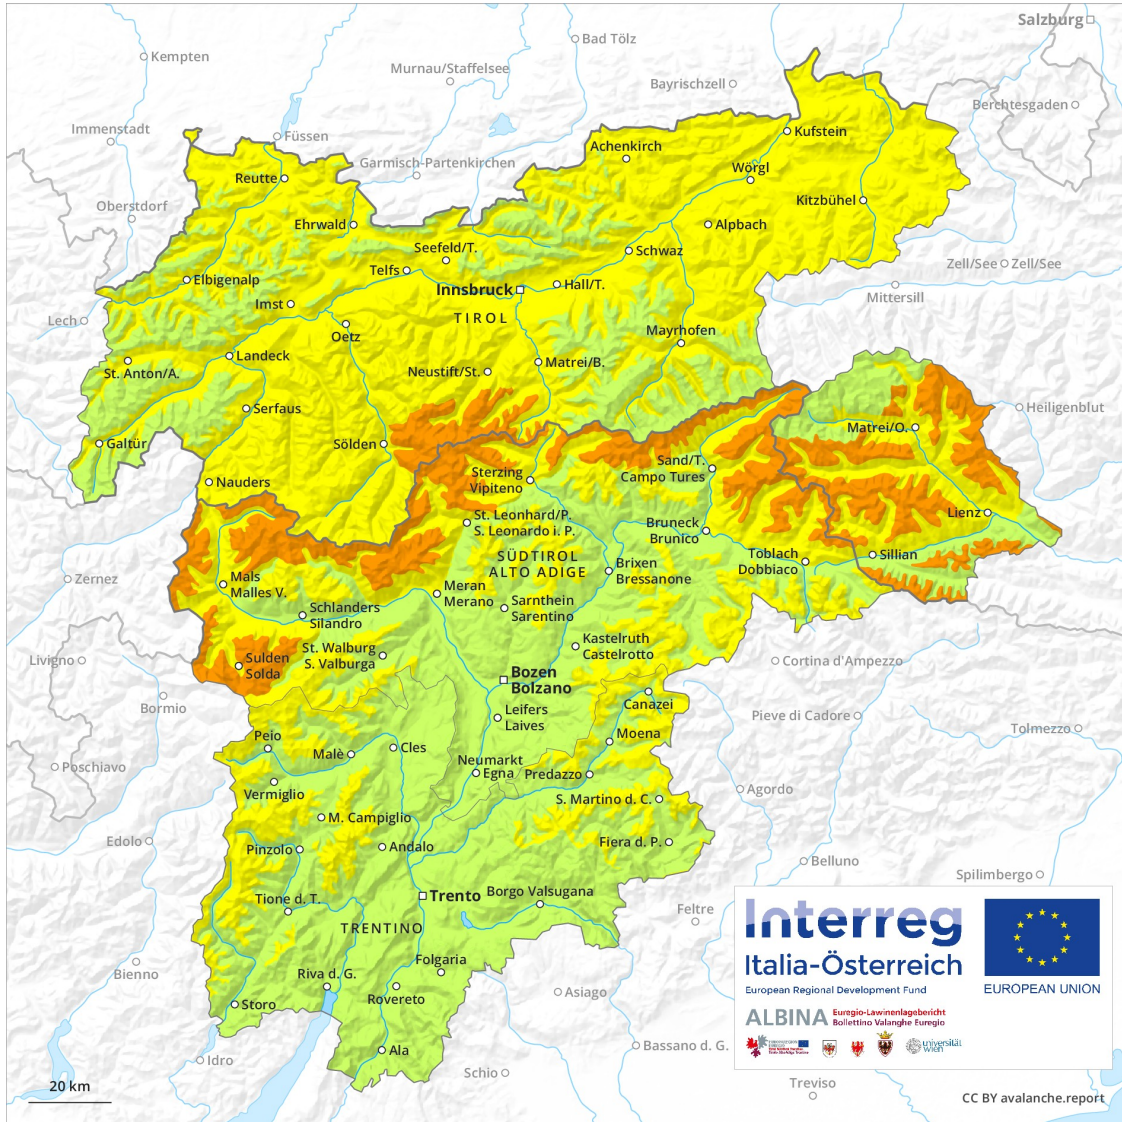 Salzburg
Bad Tölz
Kempten
Murnau/Staffelsee
Bayrischzell
Berchtesgaden
Immenstadt
Füssen
Kufstein
Achenkirch
Garmisch-Partenkirchen
Wörgl
Reutte
Kitzbühel
Oberstdorf
Ehrwald
Alpbach
Seefeld/T.
Schwaz
Telfs
Zell/See
Zell/See
Elbigenalp
Innsbruck
Hall/T.
Mittersill
Imst
TIROL
Lech
Oetz
Mayrhofen
Landeck
Matrei/B.
St. Anton/A.
Neustift/St.
Serfaus
Heiligenblut
Matrei/O.
Galtür
Sölden
Sand/T.
Campo Tures
Sterzing
Vipiteno
Nauders
St. Leonhard/P.
S. Leonardo i. P.
Lienz
Bruneck
Brunico
SÜDTIROL
ALTO ADIGE
Toblach
Dobbiaco
Sillian
Brixen
Bressanone
Zernez
Mals
Malles V.
Meran
Merano
Sarnthein
Sarentino
Schlanders
Silandro
Kastelruth
Castelrotto
St. Walburg
S. Valburga
Livigno
Sulden
Solda
Cortina d'Ampezzo
Bozen
Bolzano
Canazei
Bormio
Leifers
Laives
Pieve di Cadore
Tolmezzo
Peio
Moena
Malè
Cles
Neumarkt
Egna
Predazzo
Poschiavo
Vermiglio
Agordo
S. Martino d. C.
M. Campiglio
Edolo
Pinzolo
Andalo
Fiera d. P.
Belluno
Spilimbergo
Trento
Borgo Valsugana
Tione d. T.
Feltre
TRENTINO
Folgaria
Bienno
Riva d. G.
Rovereto
Asiago
Storo
Ala
Idro
Schio
Bassano d. G.
Treviso
Interreg
Italia-Österreich
European Regional Development Fund
EUROPEAN UNION
ALBINA
Euregio-Lawinenlagebericht
Bollettino Valanghe Euregio
universität
wien
20 km
CC BY avalanche.report